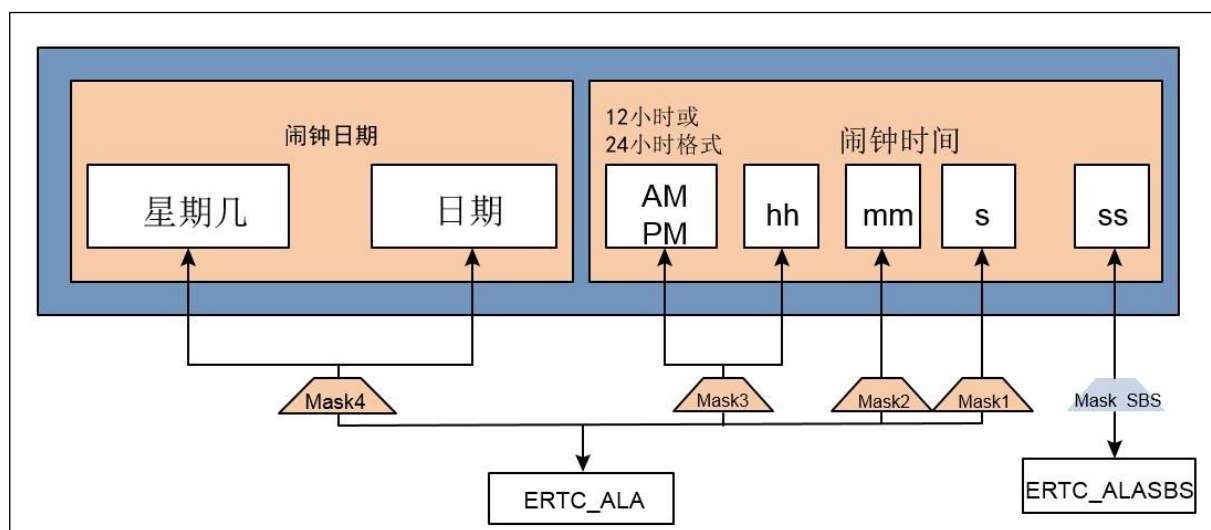 闹钟日期
星期几
日期
12小时或
24小时格式
闹钟时间
AM
PM
hh
mm
s
ss
Mask4
Mask3
Mask2
Mask1
Mask SBS
ERTC_ALA
ERTC_ALASBS